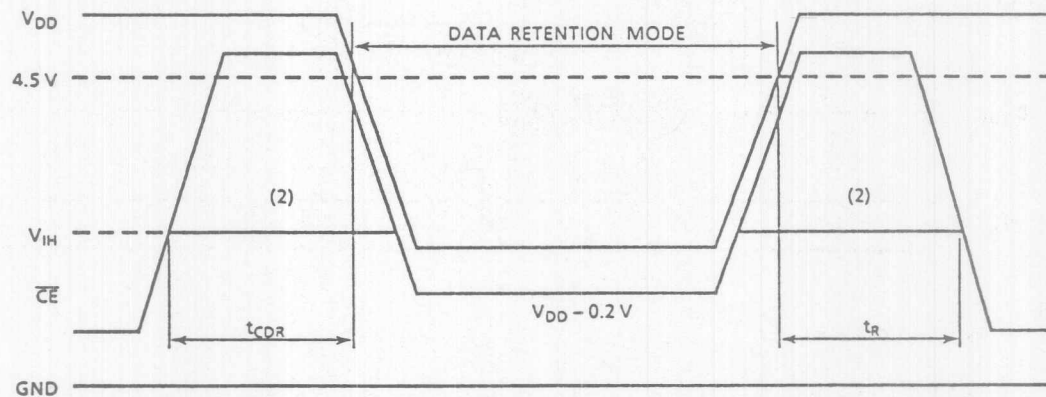 VDD
DATA RETENTION MODE
4.5 V
(2)
(2)
VIH
CE
VDD – 0.2 V
tCDR
tR
GND